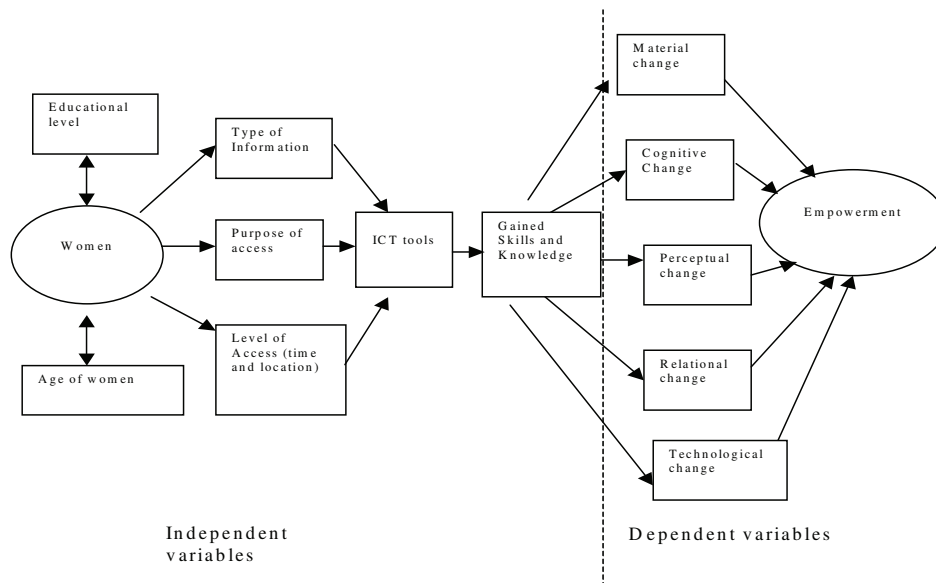 Educational
level
Women
Age of women
Type of
Information
Purpose of
access
Level of
Access (time
and location)
ICT tools
Gained
Skills and
Knowledge
Material
change
Cognitive
Change
Perceptual
change
Relational
change
Technological
change
Empowerment
Independent
variables
Dependent variables